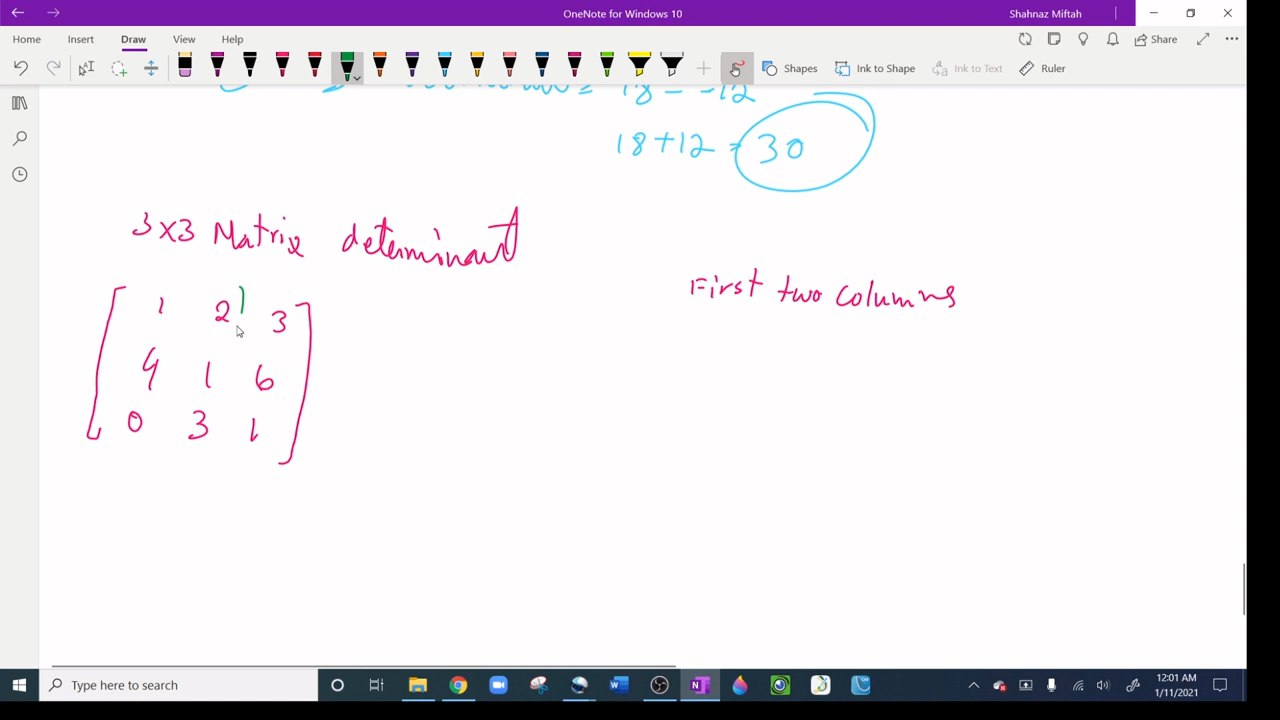 OneNote for Windows 10
Shahnaz Miftah
Home Insert Draw View Help
Share
Shapes Ink to Shape Ink to Text Ruler
18 - -12
18 + 12 = 30
3x3 Matrix determinant
First two columns
1 2 3
4 1 6
0 3 1
Type here to search
12:01 AM
1/11/2021